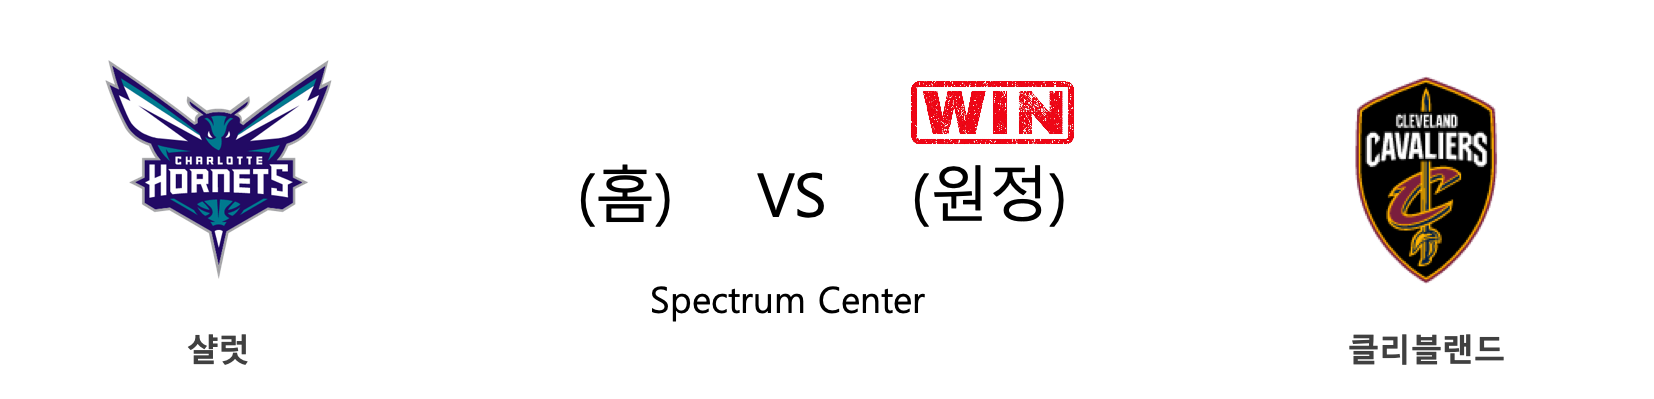 CHARLOTTE
HORNETS
WIN
(홈) VS (원정)
CLEVELAND
CAVALIERS
C
Spectrum Center
샬럿
클리블랜드